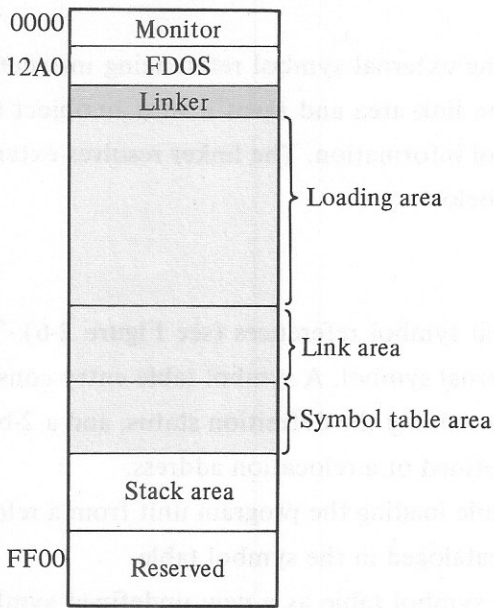 0000
Monitor
12A0
FDOS
Linker
Loading area
Link area
Symbol table area
Stack area
FF00
Reserved